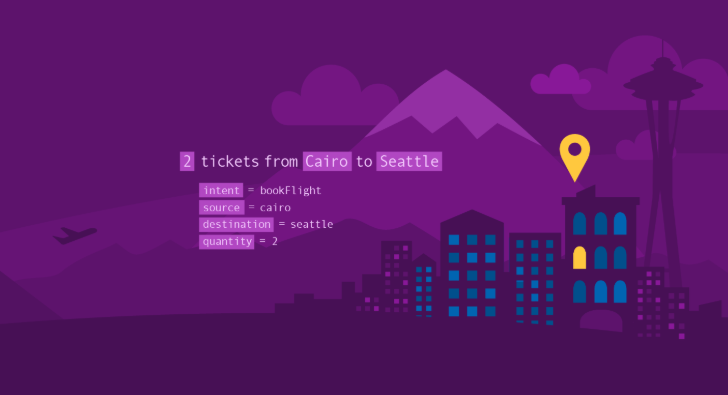 2 tickets from Cairo to Seattle
intent = bookFlight
source = cairo
destination = seattle
quantity = 2